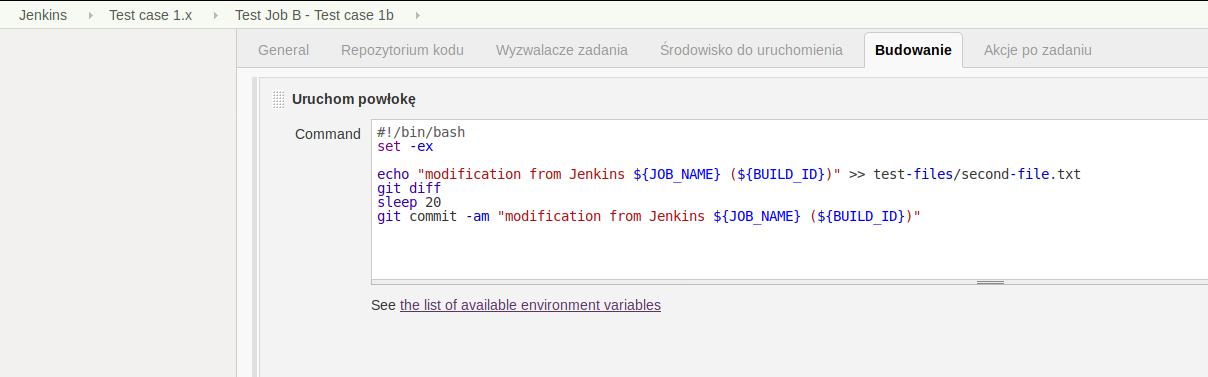 Jenkins Test case 1.x Test Job B - Test case 1b
General Repozytorium kodu Wyzwalacze zadania Środowisko do uruchomienia Budowanie Akcje po zadaniu
Uruchom powłokę
Command
#!/bin/bash
set -ex
echo "modification from Jenkins ${JOB_NAME} (${BUILD_ID})" >> test-files/second-file.txt
git diff
sleep 20
git commit -am "modification from Jenkins ${JOB_NAME} (${BUILD_ID})"
See the list of available environment variables